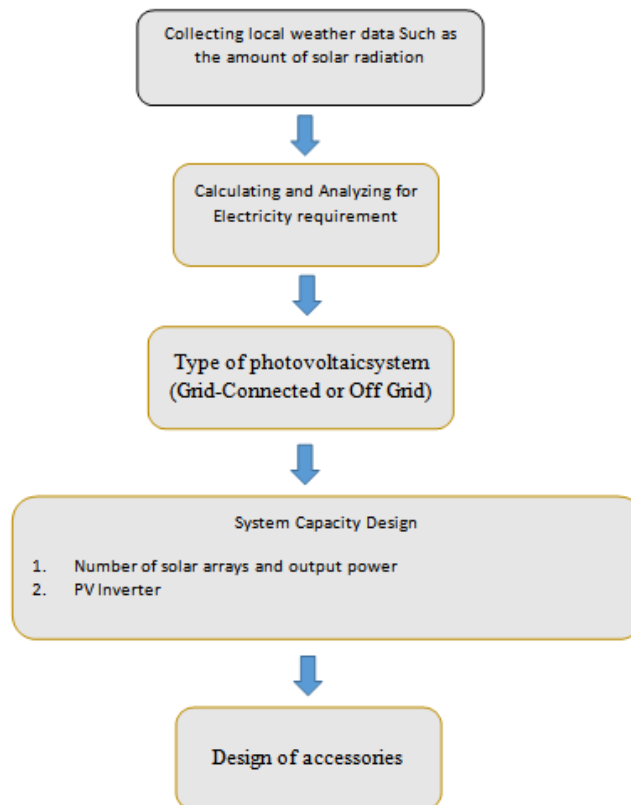 Collecting local weather data Such as
the amount of solar radiation
Calculating and Analyzing for
Electricity requirement
Type of photovoltaicsystem
(Grid-Connected or Off Grid)
System Capacity Design
1. Number of solar arrays and output power
2. PV Inverter
Design of accessories